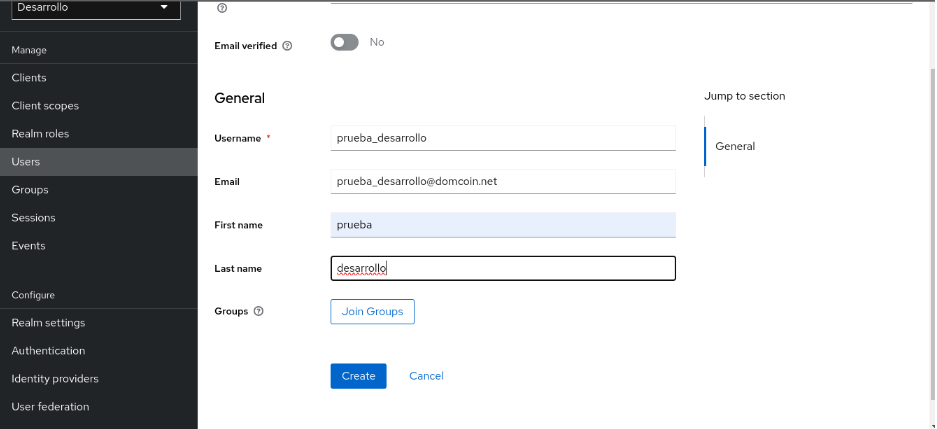 Desarrollo
Manage
Clients
Client scopes
Realm roles
Users
Groups
Sessions
Events
Configure
Realm settings
Authentication
Identity providers
User federation
Email verified No
General
Username * prueba_desarrollo
Email prueba_desarrollo@domcoin.net
First name prueba
Last name desarrollo
Groups Join Groups
Create Cancel
Jump to section
General